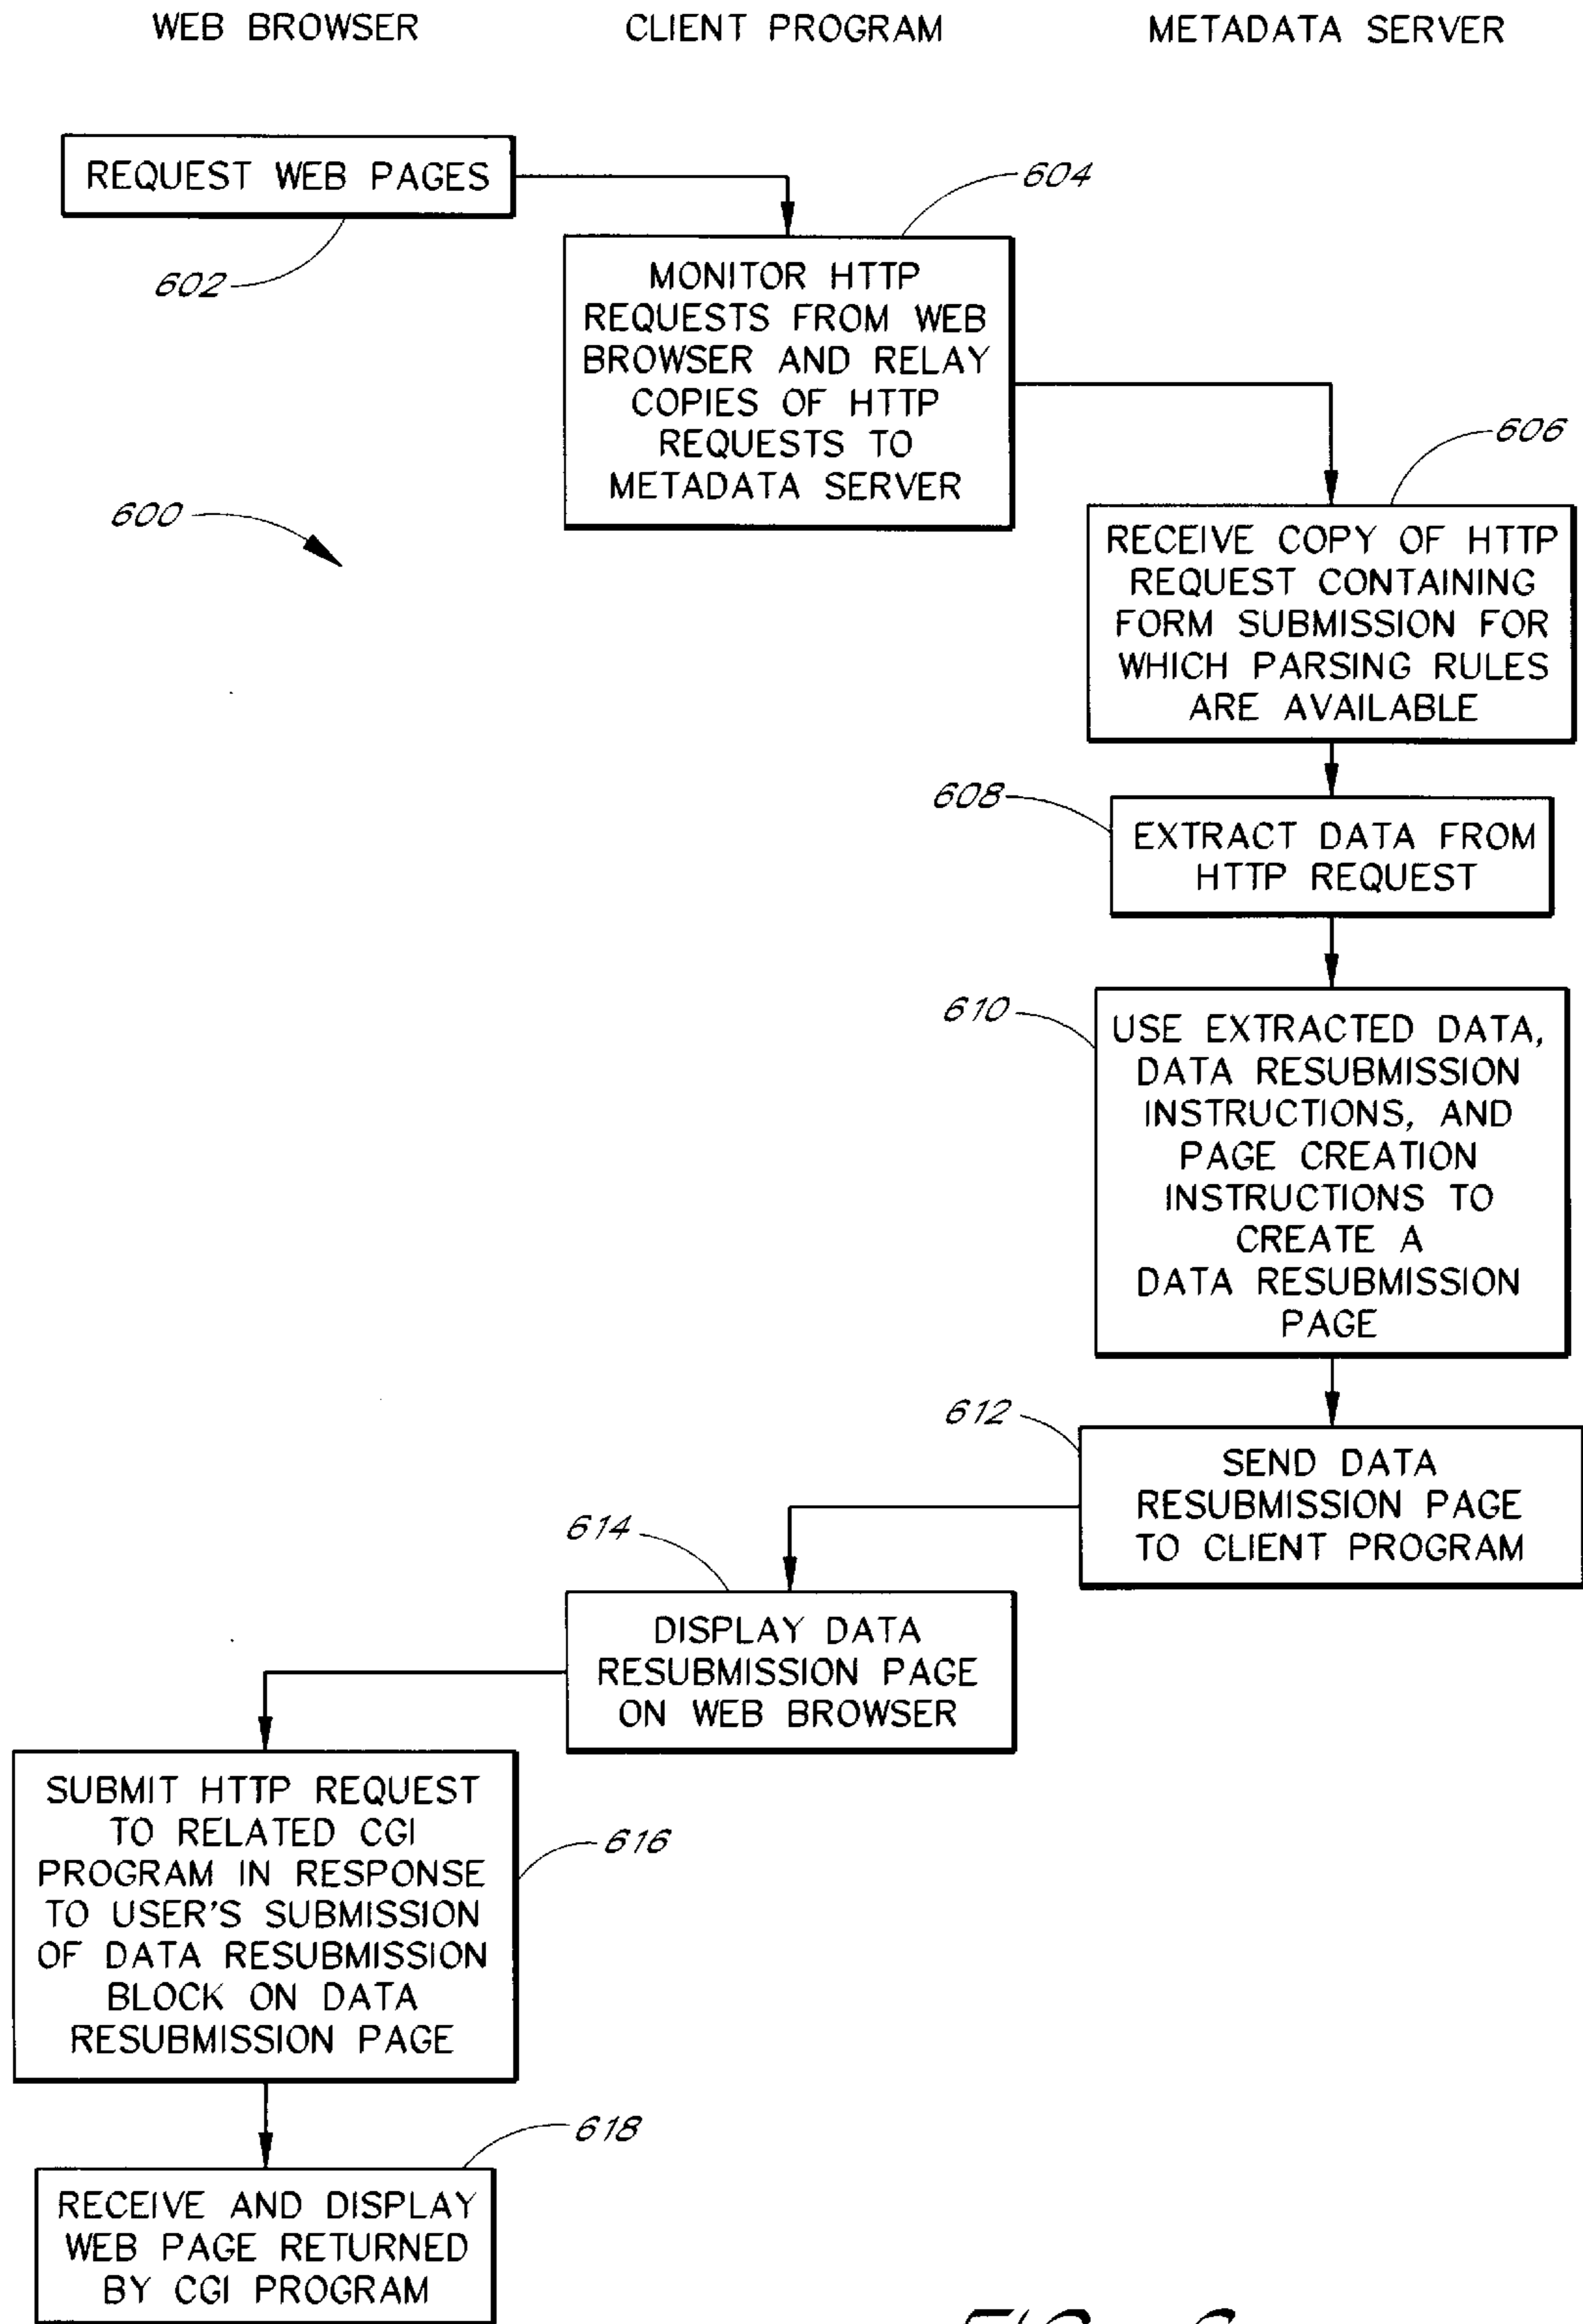 WEB BROWSER
CLIENT PROGRAM
METADATA SERVER
REQUEST WEB PAGES
602
604
MONITOR HTTP
REQUESTS FROM WEB
BROWSER AND RELAY
COPIES OF HTTP
REQUESTS TO
METADATA SERVER
600
606
RECEIVE COPY OF HTTP
REQUEST CONTAINING
FORM SUBMISSION FOR
WHICH PARSING RULES
ARE AVAILABLE
608
EXTRACT DATA FROM
HTTP REQUEST
610
USE EXTRACTED DATA,
DATA RESUBMISSION
INSTRUCTIONS, AND
PAGE CREATION
INSTRUCTIONS TO
CREATE A
DATA RESUBMISSION
PAGE
612
SEND DATA
RESUBMISSION PAGE
TO CLIENT PROGRAM
614
DISPLAY DATA
RESUBMISSION PAGE
ON WEB BROWSER
616
SUBMIT HTTP REQUEST
TO RELATED CGI
PROGRAM IN RESPONSE
TO USER'S SUBMISSION
OF DATA RESUBMISSION
BLOCK ON DATA
RESUBMISSION PAGE
618
RECEIVE AND DISPLAY
WEB PAGE RETURNED
BY CGI PROGRAM